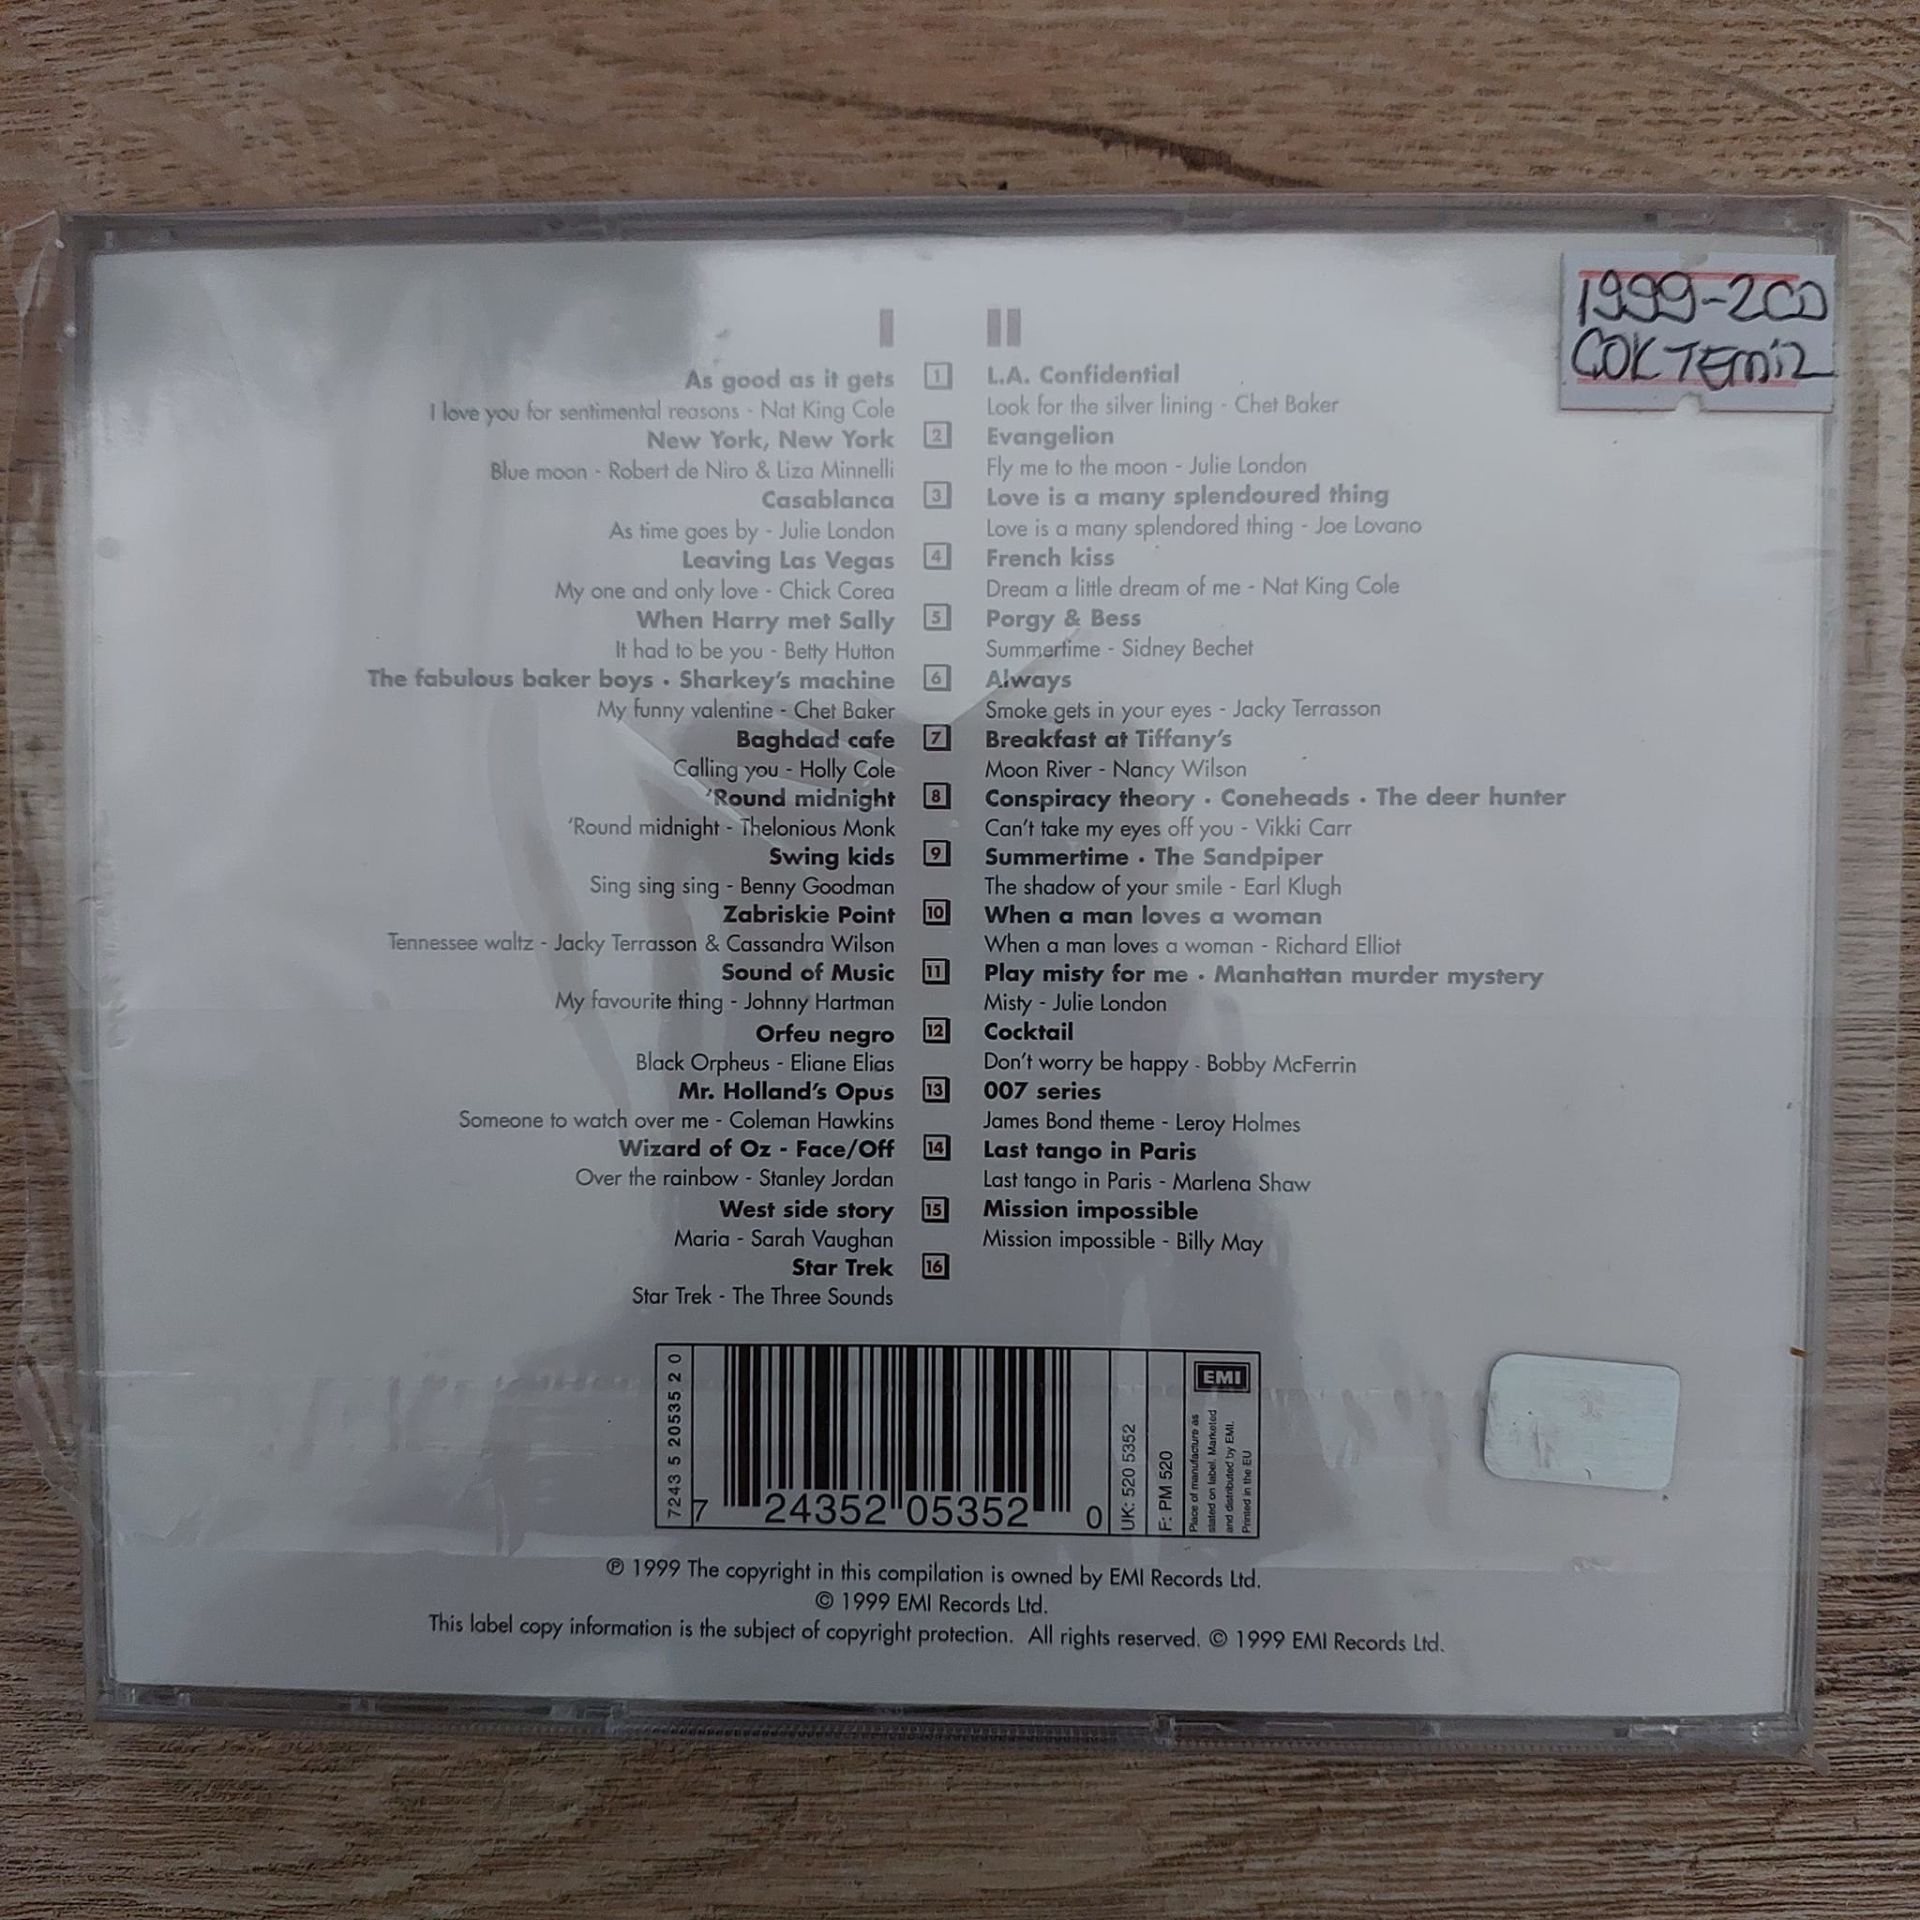 I
As good as it gets 1
I love you for sentimental reasons - Nat King Cole
New York, New York 2
Blue moon - Robert de Niro & Liza Minnelli
Casablanca 3
As time goes by - Julie London
Leaving Las Vegas 4
My one and only love - Chick Corea
When Harry met Sally 5
It had to be you - Betty Hutton
The fabulous baker boys • Sharkey's machine 6
My funny valentine - Chet Baker
Baghdad cafe 7
Calling you - Holly Cole
'Round midnight 8
'Round midnight - Thelonious Monk
Swing kids 9
Sing sing sing - Benny Goodman
Zabriskie Point 10
Tennessee waltz - Jacky Terrasson & Cassandra Wilson
Sound of Music 11
My favourite thing - Johnny Hartman
Orfeu negro 12
Black Orpheus - Eliane Elias
Mr. Holland's Opus 13
Someone to watch over me - Coleman Hawkins
Wizard of Oz - Face/Off 14
Over the rainbow - Stanley Jordan
West side story 15
Maria - Sarah Vaughan
Star Trek 16
Star Trek - The Three Sounds
II
L.A. Confidential
Look for the silver lining - Chet Baker
Evangelion
Fly me to the moon - Julie London
Love is a many splendoured thing
Love is a many splendored thing - Joe Lovano
French kiss
Dream a little dream of me - Nat King Cole
Porgy & Bess
Summertime - Sidney Bechet
Always
Smoke gets in your eyes - Jacky Terrasson
Breakfast at Tiffany's
Moon River - Nancy Wilson
Conspiracy theory • Coneheads • The deer hunter
Can't take my eyes off you - Vikki Carr
Summertime • The Sandpiper
The shadow of your smile - Earl Klugh
When a man loves a woman
When a man loves a woman - Richard Elliot
Play misty for me • Manhattan murder mystery
Misty - Julie London
Cocktail
Don't worry be happy - Bobby McFerrin
007 series
James Bond theme - Leroy Holmes
Last tango in Paris
Last tango in Paris - Marlena Shaw
Mission impossible
Mission impossible - Billy May
1999-2CD
ÇOK TEMİZ
7243 5 20535 2 0
7 24352 05352 0
UK: 520 5352
F: PM 520
EMI
Place of manufacture as
stated on label. Marketed
and distributed by EMI.
Printed in the EU
℗ 1999 The copyright in this compilation is owned by EMI Records Ltd.
© 1999 EMI Records Ltd.
This label copy information is the subject of copyright protection. All rights reserved. © 1999 EMI Records Ltd.